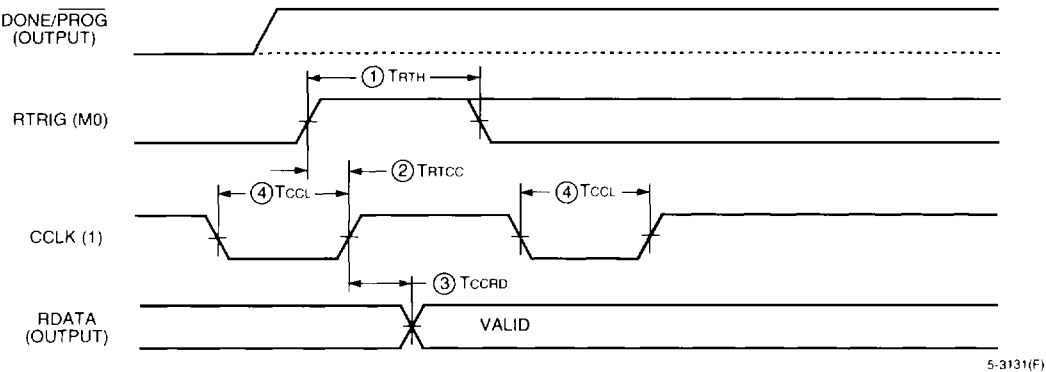 DONE/PROG
(OUTPUT)
① TRTH
RTRIG (M0)
② TRTCC
④ TCCL
④ TCCL
CCLK (1)
③ TCCRD
RDATA
(OUTPUT)
VALID
5-3131(F)